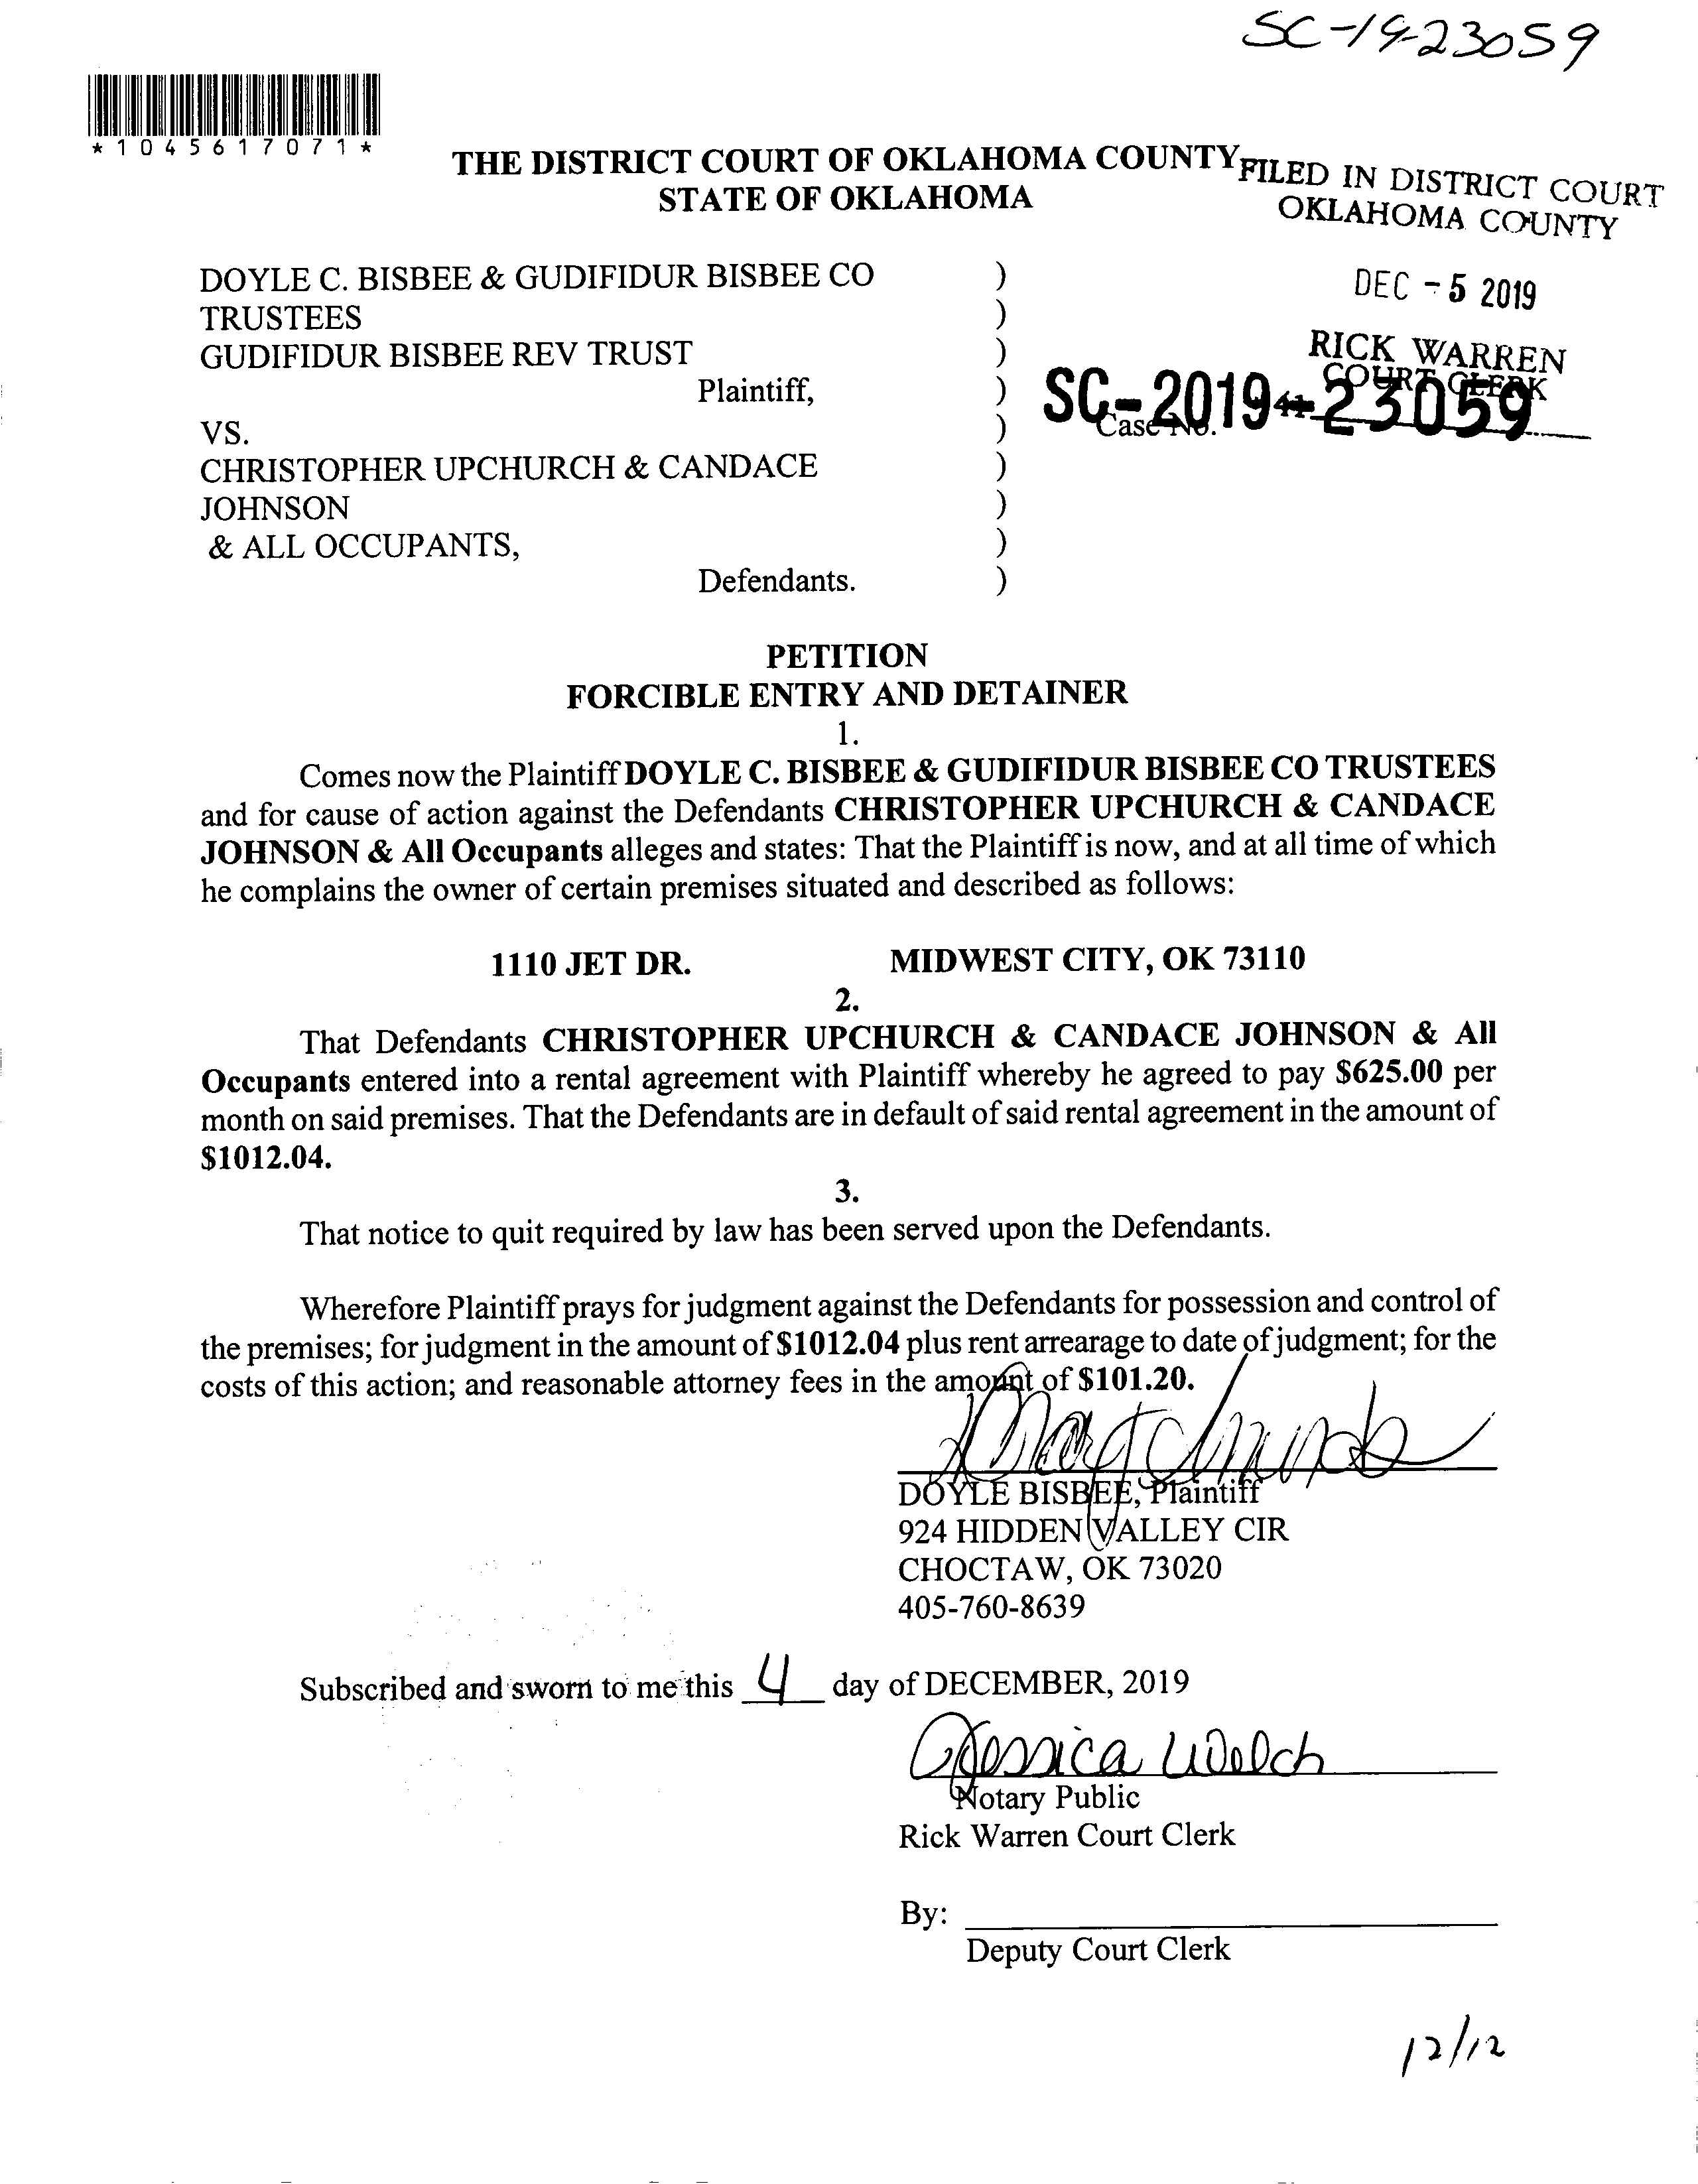 SC-19-23059
*1045617071*
THE DISTRICT COURT OF OKLAHOMA COUNTY
STATE OF OKLAHOMA
FILED IN DISTRICT COURT
OKLAHOMA COUNTY
DEC - 5 2019
RICK WARREN
COURT CLERK
DOYLE C. BISBEE & GUDIFIDUR BISBEE CO )
TRUSTEES )
GUDIFIDUR BISBEE REV TRUST )
Plaintiff, )
SC-2019-23059
VS. ) Case No.
CHRISTOPHER UPCHURCH & CANDACE )
JOHNSON )
& ALL OCCUPANTS, )
Defendants. )
PETITION
FORCIBLE ENTRY AND DETAINER
1.
Comes now the Plaintiff DOYLE C. BISBEE & GUDIFIDUR BISBEE CO TRUSTEES
and for cause of action against the Defendants CHRISTOPHER UPCHURCH & CANDACE
JOHNSON & All Occupants alleges and states: That the Plaintiff is now, and at all time of which
he complains the owner of certain premises situated and described as follows:
1110 JET DR. MIDWEST CITY, OK 73110
2.
That Defendants CHRISTOPHER UPCHURCH & CANDACE JOHNSON & All
Occupants entered into a rental agreement with Plaintiff whereby he agreed to pay $625.00 per
month on said premises. That the Defendants are in default of said rental agreement in the amount of
$1012.04.
3.
That notice to quit required by law has been served upon the Defendants.
Wherefore Plaintiff prays for judgment against the Defendants for possession and control of
the premises; for judgment in the amount of $1012.04 plus rent arrearage to date of judgment; for the
costs of this action; and reasonable attorney fees in the amount of $101.20.
DOYLE BISBEE, Plaintiff
924 HIDDEN VALLEY CIR
CHOCTAW, OK 73020
405-760-8639
Subscribed and sworn to me this 4 day of DECEMBER, 2019
Jessica Welch
Notary Public
Rick Warren Court Clerk
By:
Deputy Court Clerk
12/12